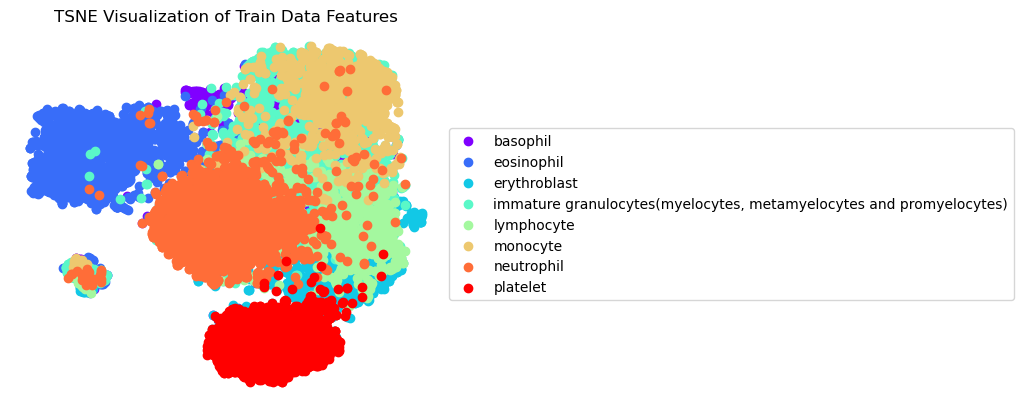 TSNE Visualization of Train Data Features
basophil
eosinophil
erythroblast
immature granulocytes(myelocytes, metamyelocytes and promyelocytes)
lymphocyte
monocyte
neutrophil
platelet